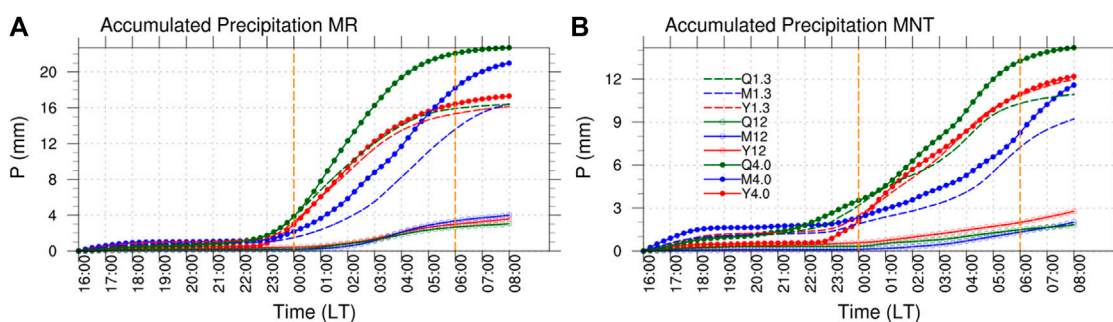 A
Accumulated Precipitation MR
P (mm)
20
16
12
8
4
0
16:00 17:00 18:00 19:00 20:00 21:00 22:00 23:00 00:00 01:00 02:00 03:00 04:00 05:00 06:00 07:00 08:00
Time (LT)
B
Accumulated Precipitation MNT
P (mm)
12
9
6
3
0
Q1.3
M1.3
Y1.3
Q12
M12
Y12
Q4.0
M4.0
Y4.0
16:00 17:00 18:00 19:00 20:00 21:00 22:00 23:00 00:00 01:00 02:00 03:00 04:00 05:00 06:00 07:00 08:00
Time (LT)